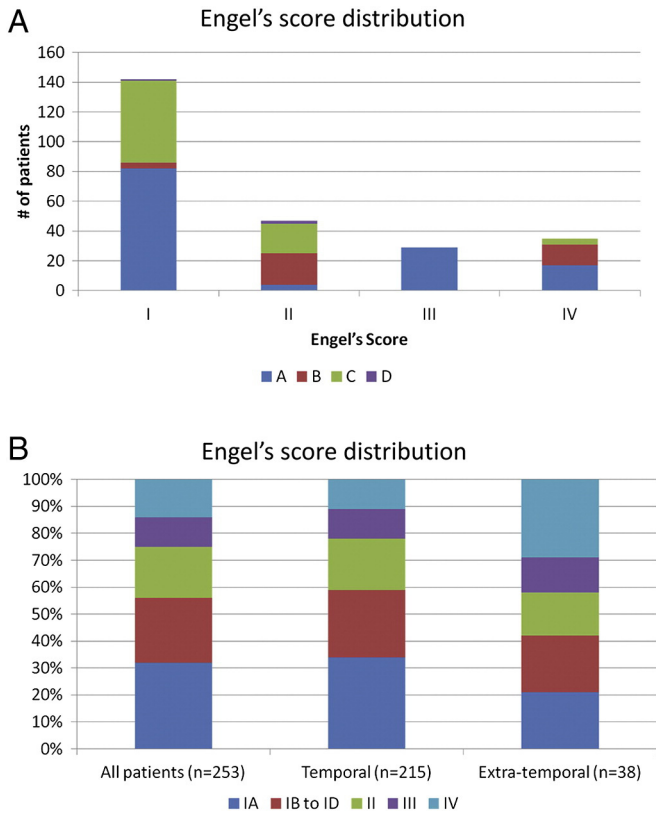 A
Engel's score distribution
160
140
120
100
80
60
40
20
0
# of patients
I II III IV
Engel's Score
A B C D
B
Engel's score distribution
100%
90%
80%
70%
60%
50%
40%
30%
20%
10%
0%
All patients (n=253) Temporal (n=215) Extra-temporal (n=38)
IA IB to ID II III IV